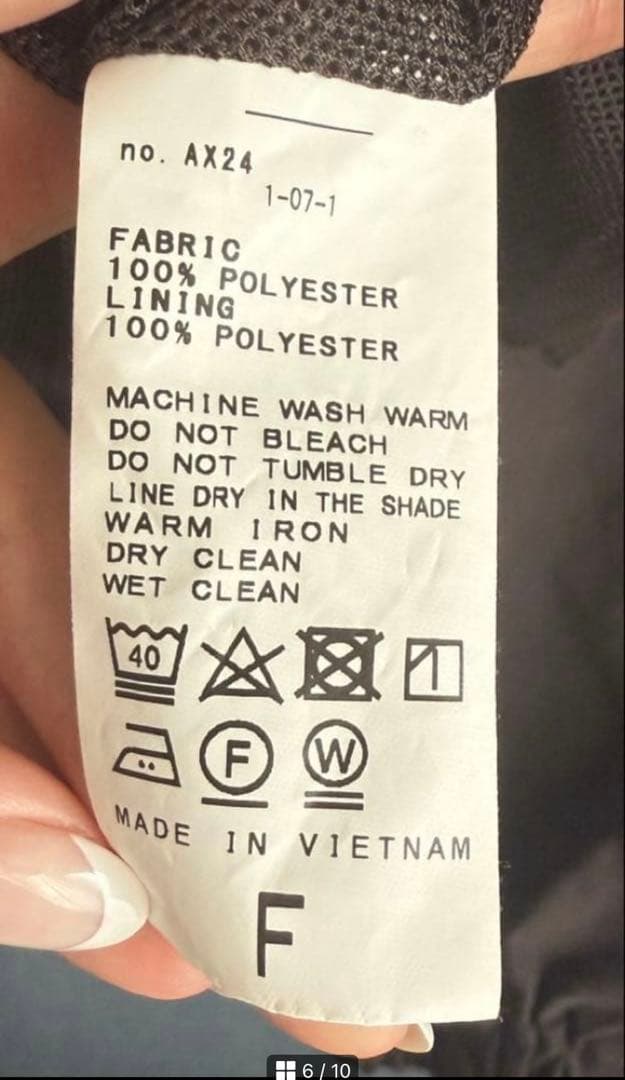 no. AX24
1-07-1
FABRIC
100% POLYESTER
LINING
100% POLYESTER
MACHINE WASH WARM
DO NOT BLEACH
DO NOT TUMBLE DRY
LINE DRY IN THE SHADE
WARM IRON
DRY CLEAN
WET CLEAN
40
F W
MADE IN VIETNAM
F
6 / 10